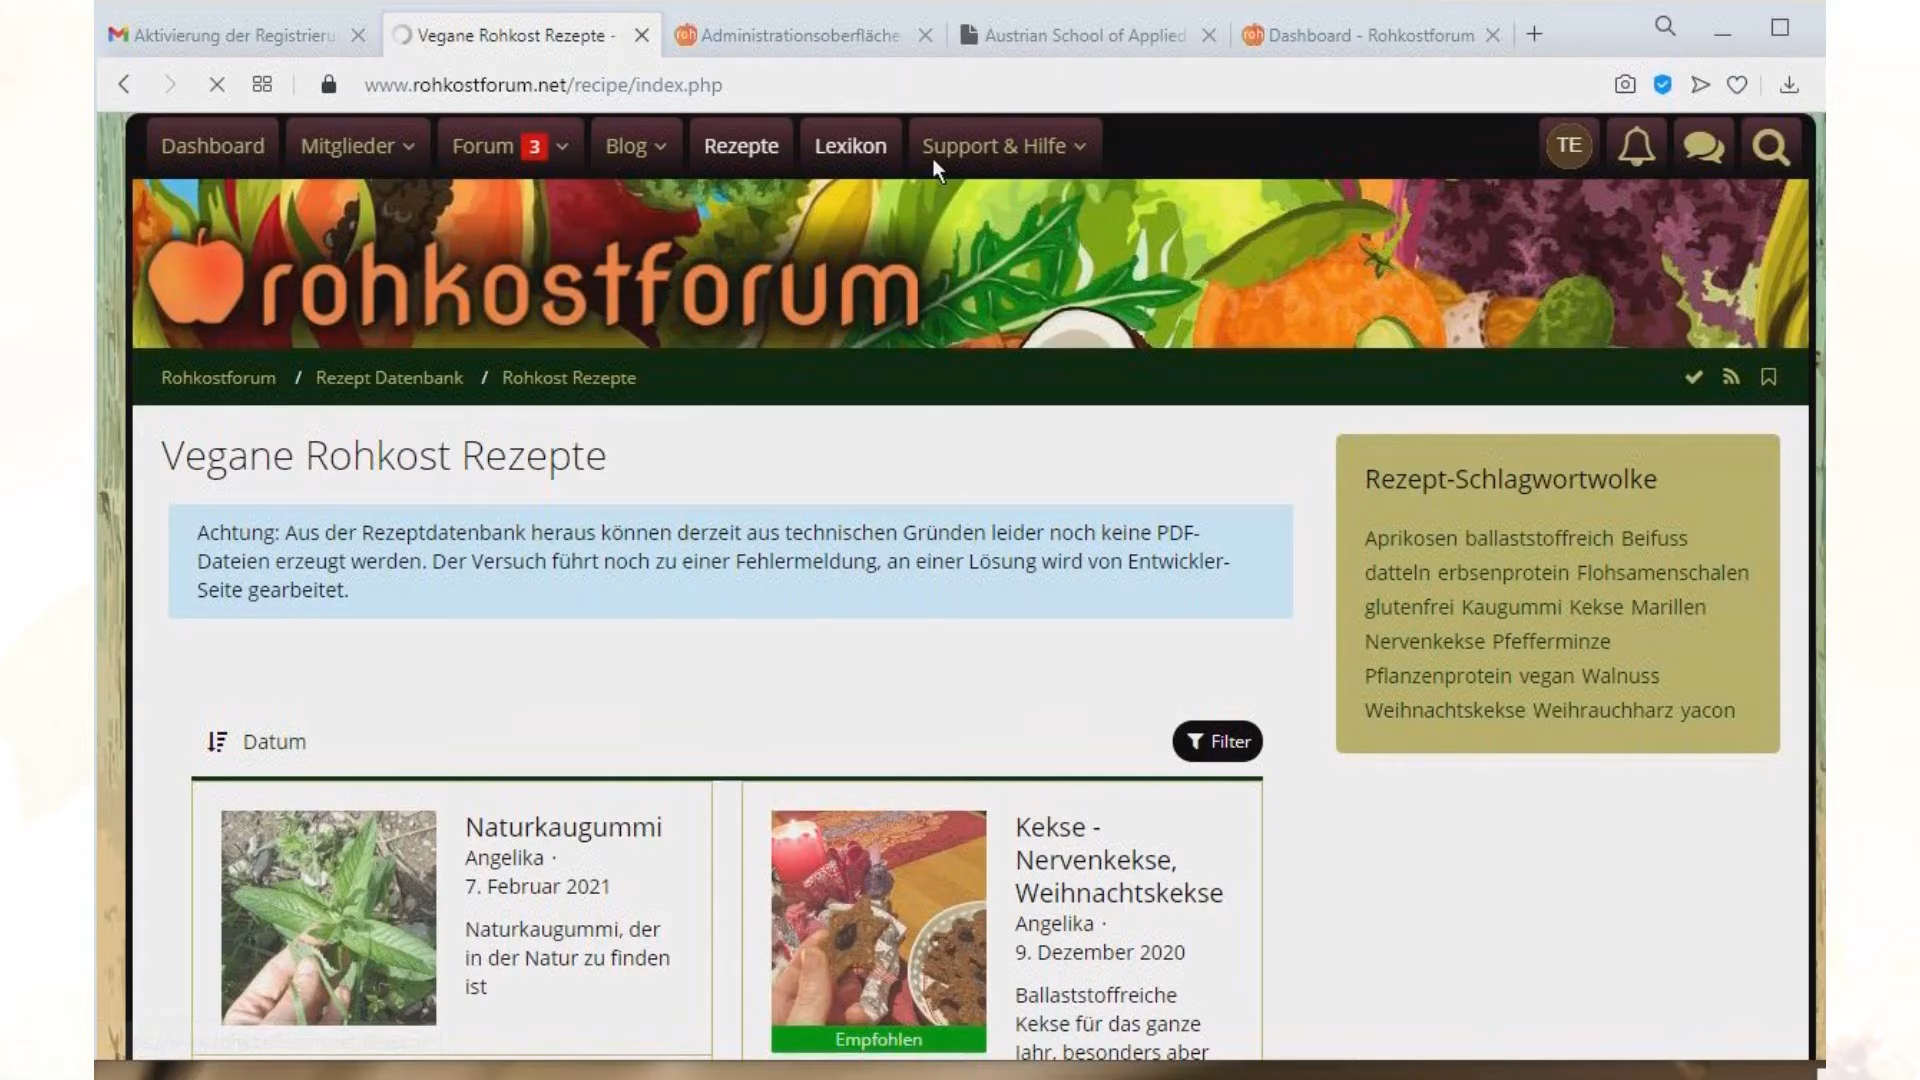 Aktivierung der Registrieru
Vegane Rohkost Rezepte -
Administrationsoberfläche
Austrian School of Applied
Dashboard - Rohkostforum
www.rohkostforum.net/recipe/index.php
Dashboard
Mitglieder
Forum 3
Blog
Rezepte
Lexikon
Support & Hilfe
TE
rohkostforum
Rohkostforum / Rezept Datenbank / Rohkost Rezepte
Vegane Rohkost Rezepte
Achtung: Aus der Rezeptdatenbank heraus können derzeit aus technischen Gründen leider noch keine PDF-
Dateien erzeugt werden. Der Versuch führt noch zu einer Fehlermeldung, an einer Lösung wird von Entwickler-
Seite gearbeitet.
Rezept-Schlagwortwolke
Aprikosen ballaststoffreich Beifuss
datteln erbsenprotein Flohsamenschalen
glutenfrei Kaugummi Kekse Marillen
Nervenkekse Pfefferminze
Pflanzenprotein vegan Walnuss
Weihnachtskekse Weihrauchharz yacon
Datum
Filter
Naturkaugummi
Angelika ·
7. Februar 2021
Naturkaugummi, der
in der Natur zu finden
ist
Kekse -
Nervenkekse,
Weihnachtskekse
Angelika ·
9. Dezember 2020
Ballaststoffreiche
Kekse für das ganze
Jahr, besonders aber
Empfohlen